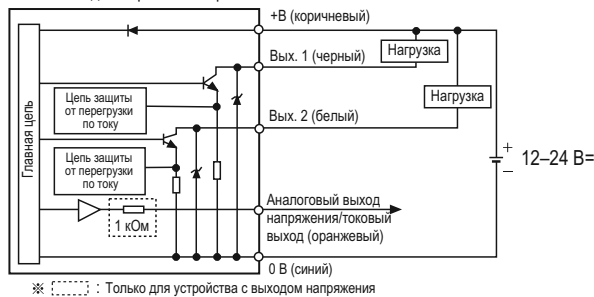 +В (коричневый)
Вых. 1 (черный)
Нагрузка
Цепь защиты
от перегрузки
по току
Нагрузка
Вых. 2 (белый)
Главная цепь
12–24 В=
Цепь защиты
от перегрузки
по току
Аналоговый выход
напряжения/токовый
выход (оранжевый)
1 кОм
0 В (синий)
※ : Только для устройства с выходом напряжения